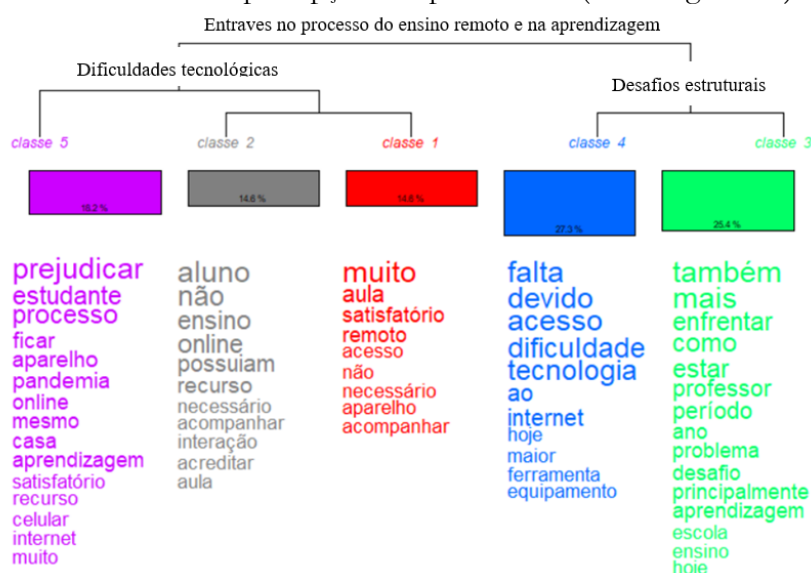 Entraves no processo do ensino remoto e na aprendizagem
Dificuldades tecnológicas
Desafios estruturais
classe 5
classe 2
classe 1
classe 4
classe 3
14.6 %
14.6 %
27.3 %
25.4 %
prejudicar
estudante
processo
ficar
aparelho
pandemia
online
mesmo
casa
aprendizagem
satisfatório
recurso
celular
internet
muito
aluno
não
ensino
online
possuiam
recurso
necessário
acompanhar
interação
acreditar
aula
muito
aula
satisfatório
remoto
acesso
não
necessário
aparelho
acompanhar
falta
devido
acesso
dificuldade
tecnologia
ao
internet
hoje
maior
ferramenta
equipamento
também
mais
enfrentar
como
estar
professor
período
ano
problema
desafio
principalmente
aprendizagem
escola
ensino
hoje